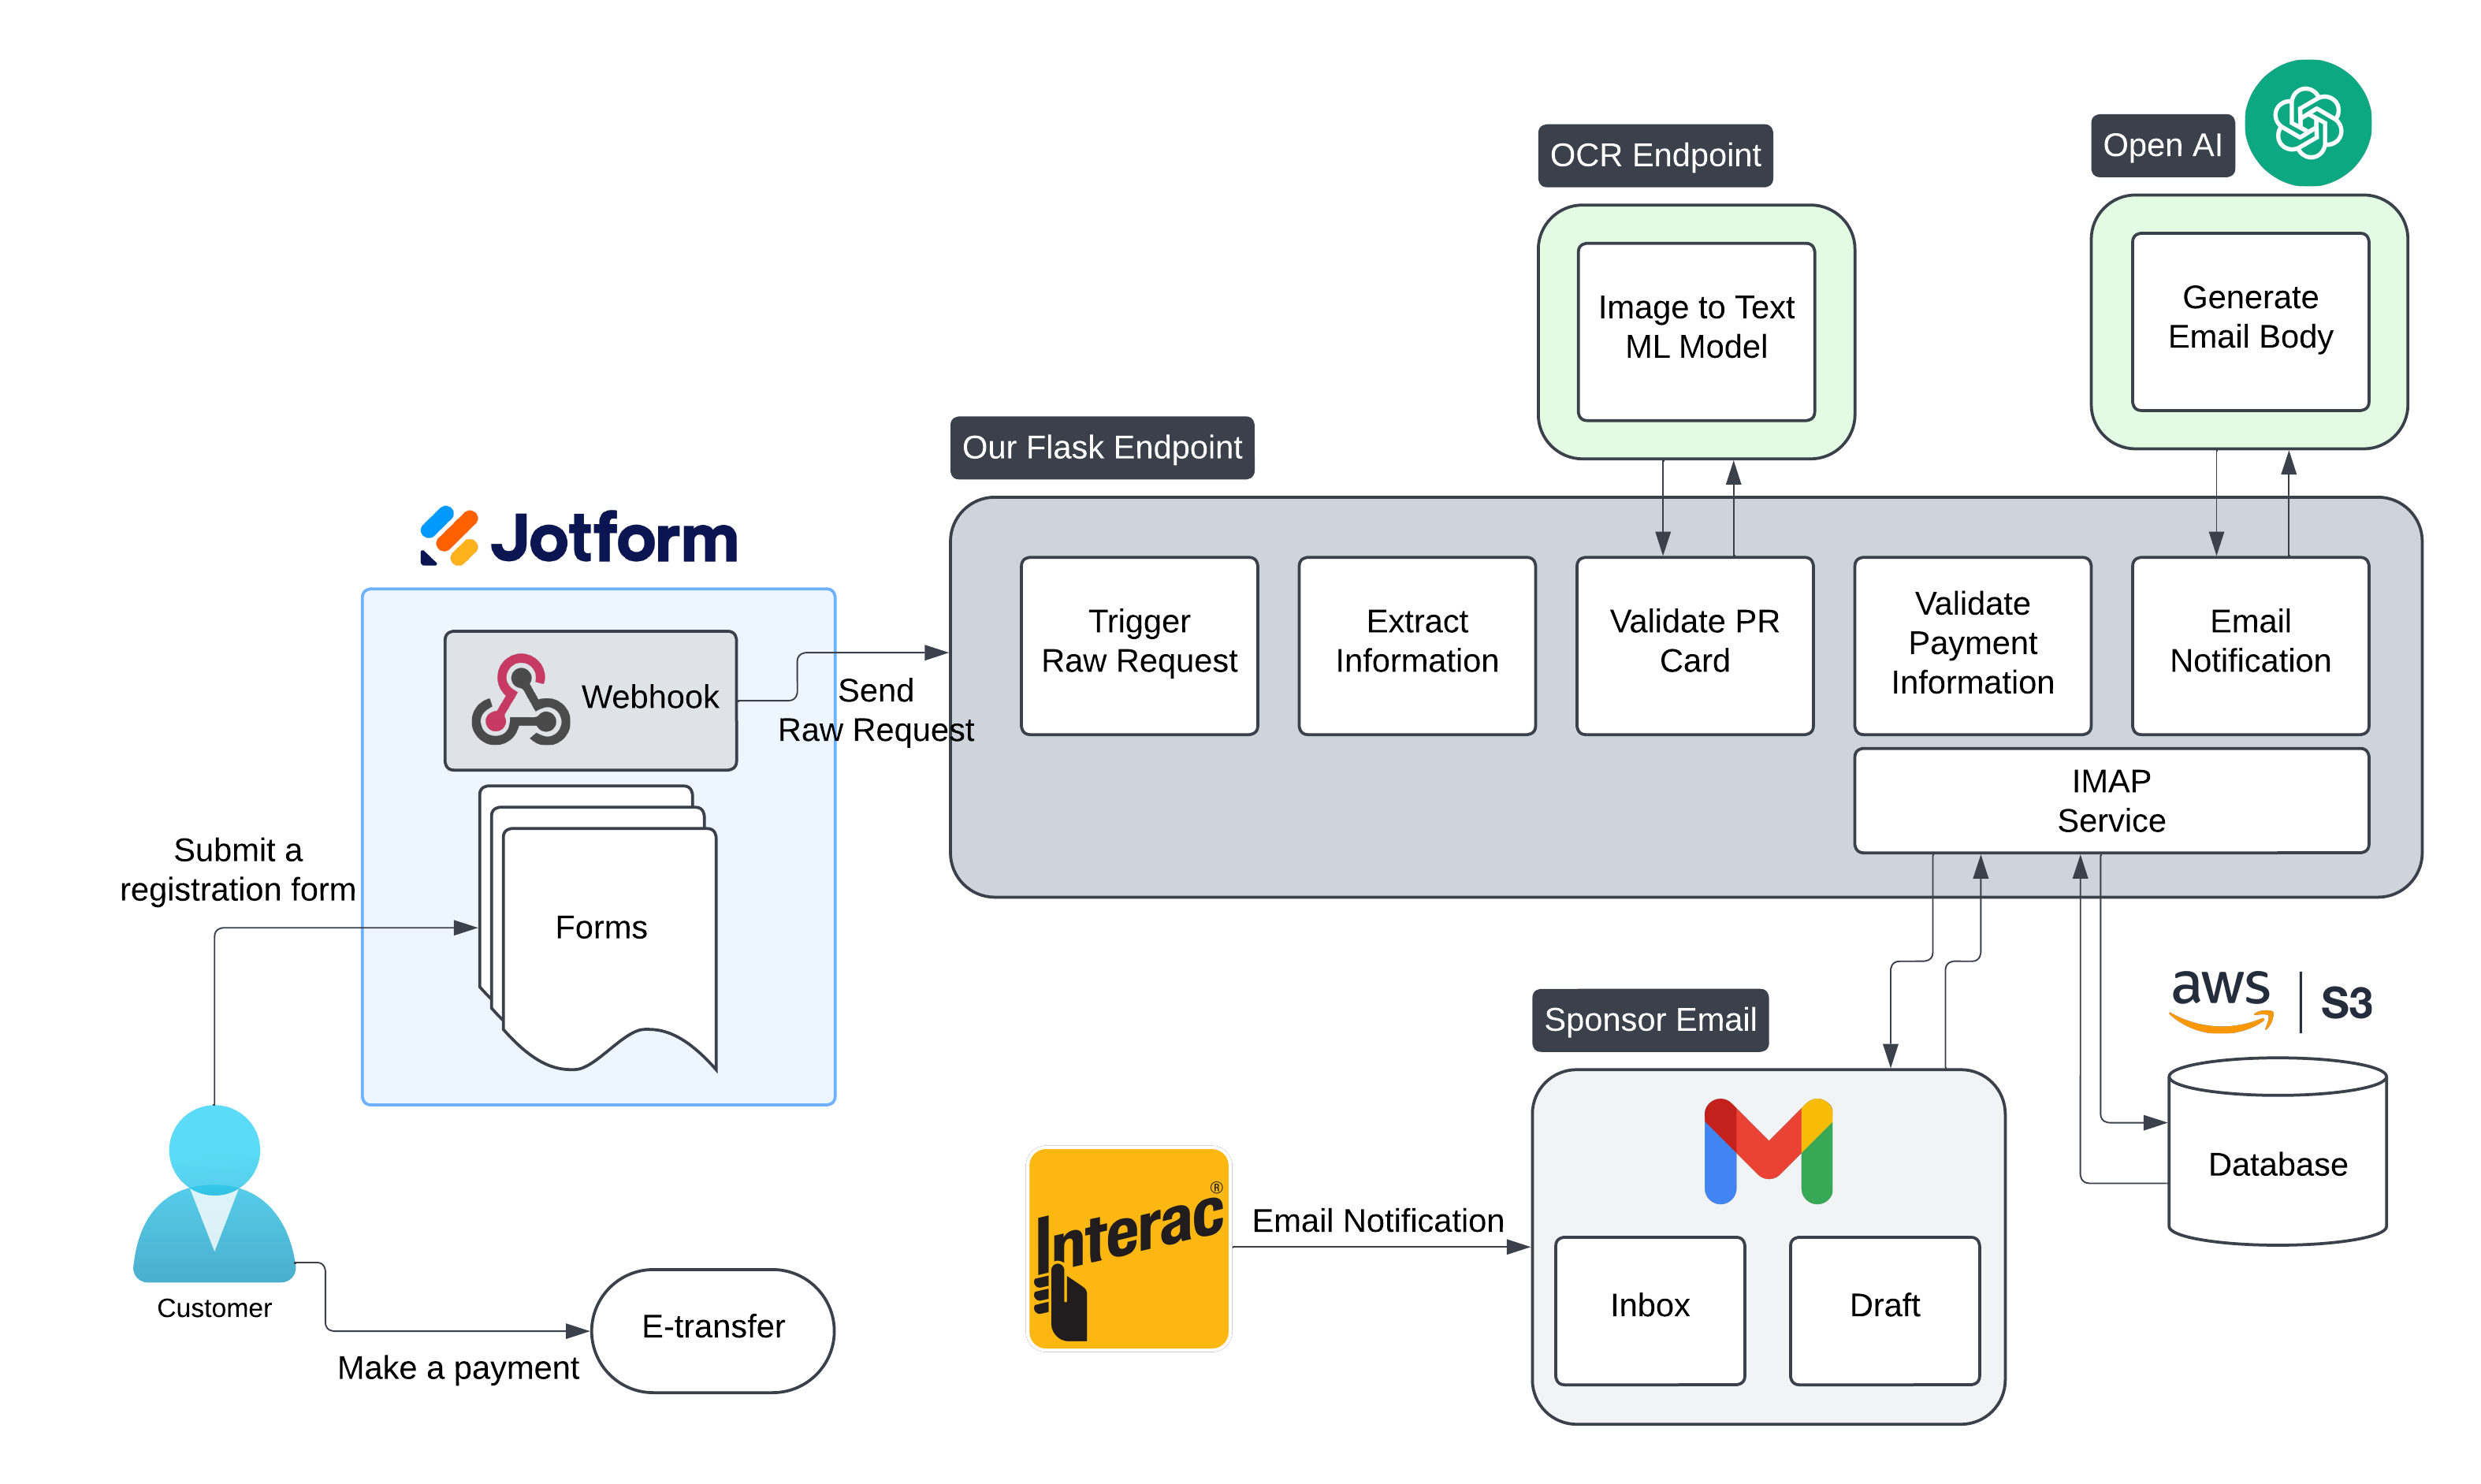 OCR Endpoint
Open AI
Image to Text
ML Model
Generate
Email Body
Our Flask Endpoint
Jotform
Webhook
Send
Raw Request
Trigger
Raw Request
Extract
Information
Validate PR
Card
Validate
Payment
Information
Email
Notification
IMAP
Service
Submit a
registration form
Forms
Customer
Make a payment
E-transfer
Interac®
Email Notification
Sponsor Email
Inbox
Draft
aws | S3
Database